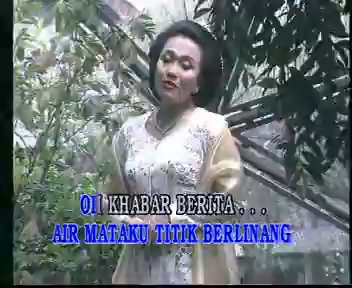 OI KHABAR BERITA . . .
AIR MATAKU TITIK BERLINANG